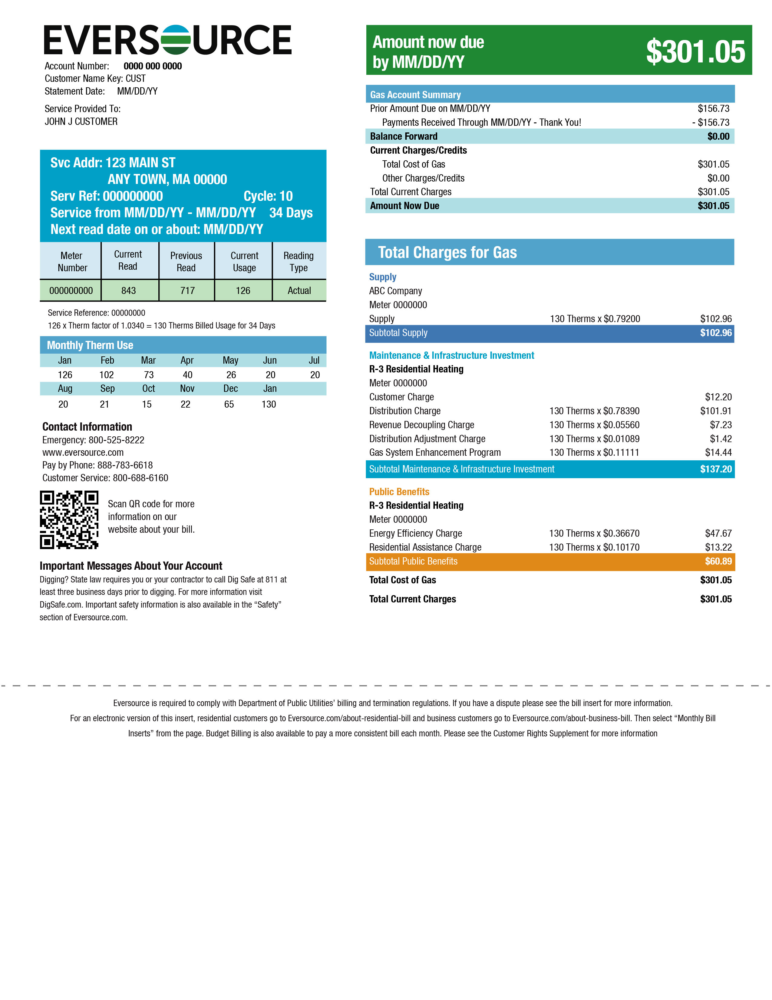 EVERSOURCE
Account Number: 0000 000 0000
Customer Name Key: CUST
Statement Date: MM/DD/YY
Service Provided To:
JOHN J CUSTOMER
Svc Addr: 123 MAIN ST
ANY TOWN, MA 00000
Serv Ref: 000000000 Cycle: 10
Service from MM/DD/YY - MM/DD/YY 34 Days
Next read date on or about: MM/DD/YY
Meter Number Current Read Previous Read Current Usage Reading Type
000000000 843 717 126 Actual
Service Reference: 00000000
126 x Therm factor of 1.0340 = 130 Therms Billed Usage for 34 Days
Monthly Therm Use
Jan Feb Mar Apr May Jun Jul
126 102 73 40 26 20 20
Aug Sep Oct Nov Dec Jan
20 21 15 22 65 130
Contact Information
Emergency: 800-525-8222
www.eversource.com
Pay by Phone: 888-783-6618
Customer Service: 800-688-6160
Scan QR code for more
information on our
website about your bill.
Important Messages About Your Account
Digging? State law requires you or your contractor to call Dig Safe at 811 at
least three business days prior to digging. For more information visit
DigSafe.com. Important safety information is also available in the “Safety”
section of Eversource.com.
Amount now due
by MM/DD/YY $301.05
Gas Account Summary
Prior Amount Due on MM/DD/YY $156.73
Payments Received Through MM/DD/YY - Thank You! - $156.73
Balance Forward $0.00
Current Charges/Credits
Total Cost of Gas $301.05
Other Charges/Credits $0.00
Total Current Charges $301.05
Amount Now Due $301.05
Total Charges for Gas
Supply
ABC Company
Meter 0000000
Supply 130 Therms x $0.79200 $102.96
Subtotal Supply $102.96
Maintenance & Infrastructure Investment
R-3 Residential Heating
Meter 0000000
Customer Charge $12.20
Distribution Charge 130 Therms x $0.78390 $101.91
Revenue Decoupling Charge 130 Therms x $0.05560 $7.23
Distribution Adjustment Charge 130 Therms x $0.01089 $1.42
Gas System Enhancement Program 130 Therms x $0.11111 $14.44
Subtotal Maintenance & Infrastructure Investment $137.20
Public Benefits
R-3 Residential Heating
Meter 0000000
Energy Efficiency Charge 130 Therms x $0.36670 $47.67
Residential Assistance Charge 130 Therms x $0.10170 $13.22
Subtotal Public Benefits $60.89
Total Cost of Gas $301.05
Total Current Charges $301.05
Eversource is required to comply with Department of Public Utilities’ billing and termination regulations. If you have a dispute please see the bill insert for more information.
For an electronic version of this insert, residential customers go to Eversource.com/about-residential-bill and business customers go to Eversource.com/about-business-bill. Then select “Monthly Bill
Inserts” from the page. Budget Billing is also available to pay a more consistent bill each month. Please see the Customer Rights Supplement for more information